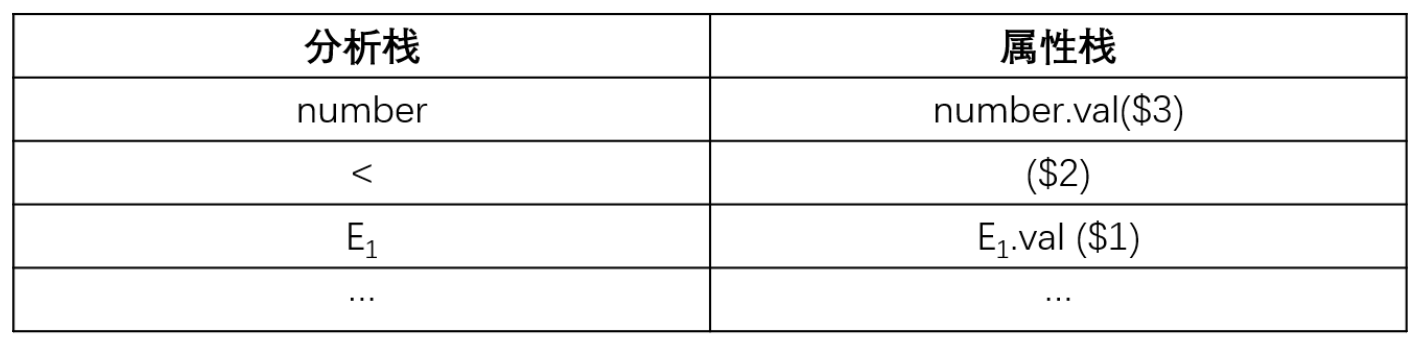 分析栈 属性栈
number number.val($3)
< ($2)
E₁ E₁.val ($1)
... ...